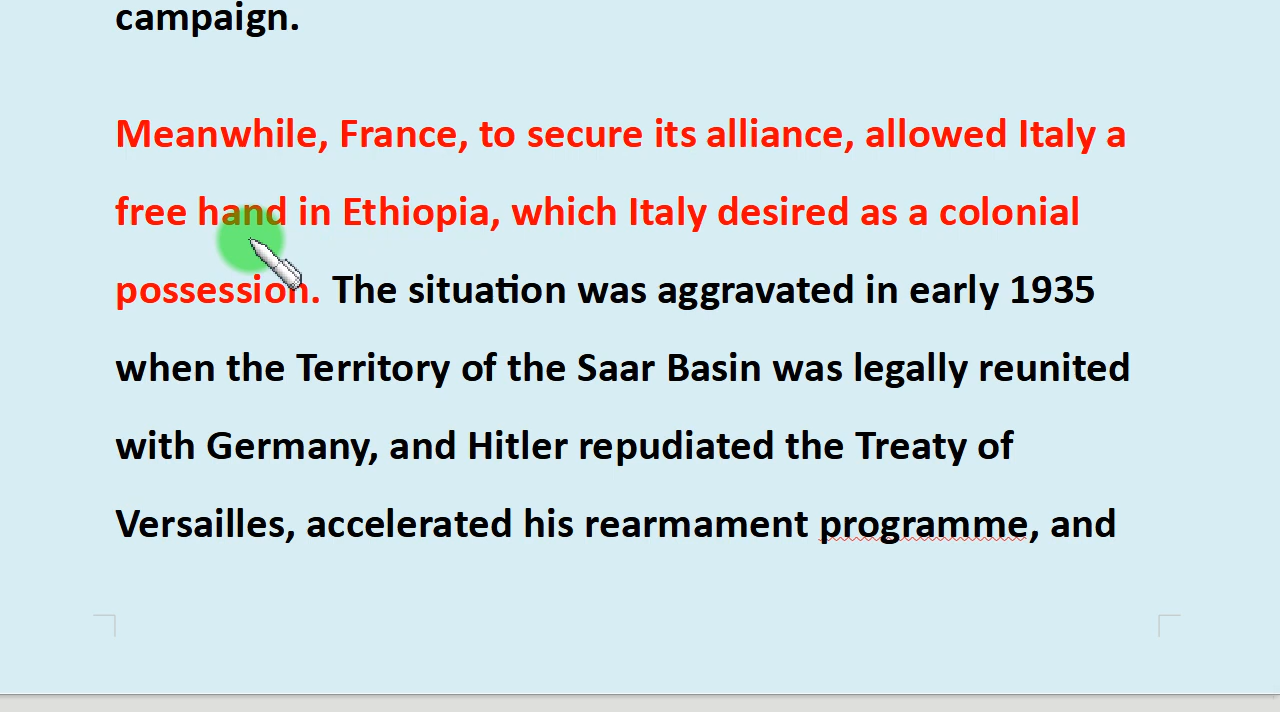 campaign.
Meanwhile, France, to secure its alliance, allowed Italy a
free hand in Ethiopia, which Italy desired as a colonial
possession. The situation was aggravated in early 1935
when the Territory of the Saar Basin was legally reunited
with Germany, and Hitler repudiated the Treaty of
Versailles, accelerated his rearmament programme, and